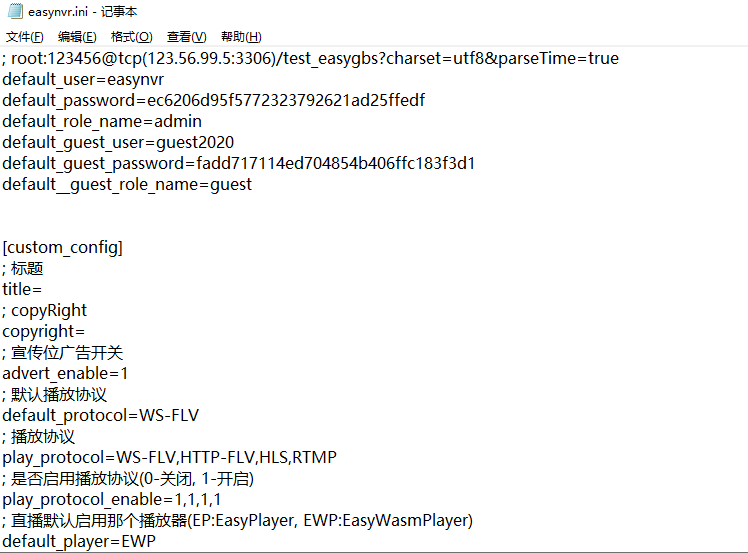 easynvr.ini - 记事本
文件(F) 编辑(E) 格式(O) 查看(V) 帮助(H)
; root:123456@tcp(123.56.99.5:3306)/test_easygbs?charset=utf8&parseTime=true
default_user=easynvr
default_password=ec6206d95f5772323792621ad25ffedf
default_role_name=admin
default_guest_user=guest2020
default_guest_password=fadd717114ed704854b406ffc183f3d1
default__guest_role_name=guest
[custom_config]
; 标题
title=
; copyRight
copyright=
; 宣传位广告开关
advert_enable=1
; 默认播放协议
default_protocol=WS-FLV
; 播放协议
play_protocol=WS-FLV,HTTP-FLV,HLS,RTMP
; 是否启用播放协议(0-关闭, 1-开启)
play_protocol_enable=1,1,1,1
; 直播默认启用那个播放器(EP:EasyPlayer, EWP:EasyWasmPlayer)
default_player=EWP